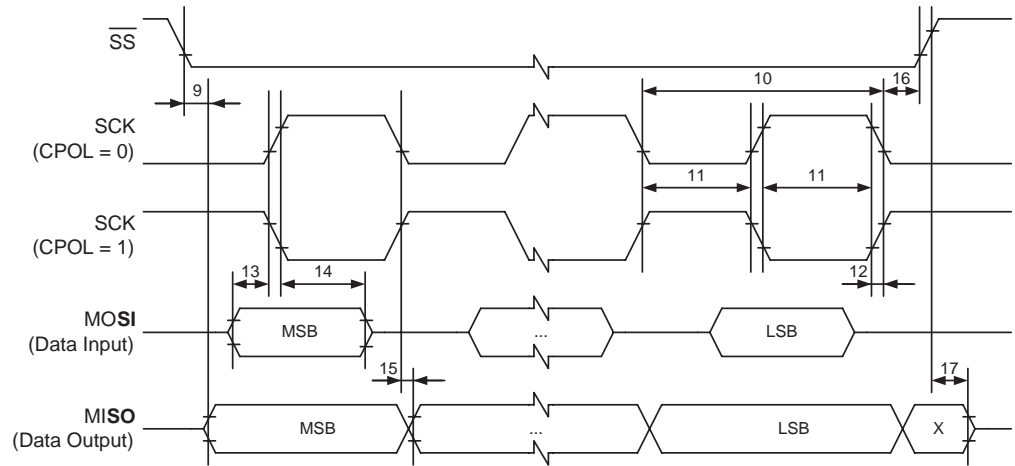 SS
10
9
16
SCK
(CPOL = 0)
11
11
SCK
(CPOL = 1)
13
14
12
MOSI
(Data Input)
MSB
...
LSB
15
17
MISO
(Data Output)
MSB
...
LSB
X